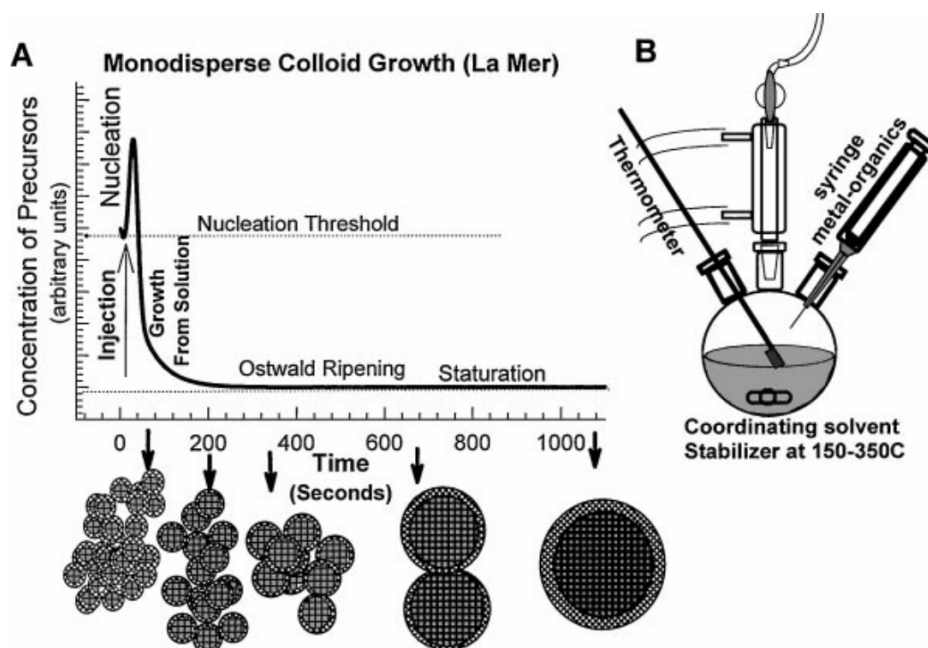 A
Monodisperse Colloid Growth (La Mer)
Concentration of Precursors
(arbitrary units)
Nucleation
Injection
Growth
From Solution
Nucleation Threshold
Ostwald Ripening
Staturation
0 200 400 600 800 1000
Time
(Seconds)
B
Thermometer
syringe
metal-organics
Coordinating solvent
Stabilizer at 150-350C